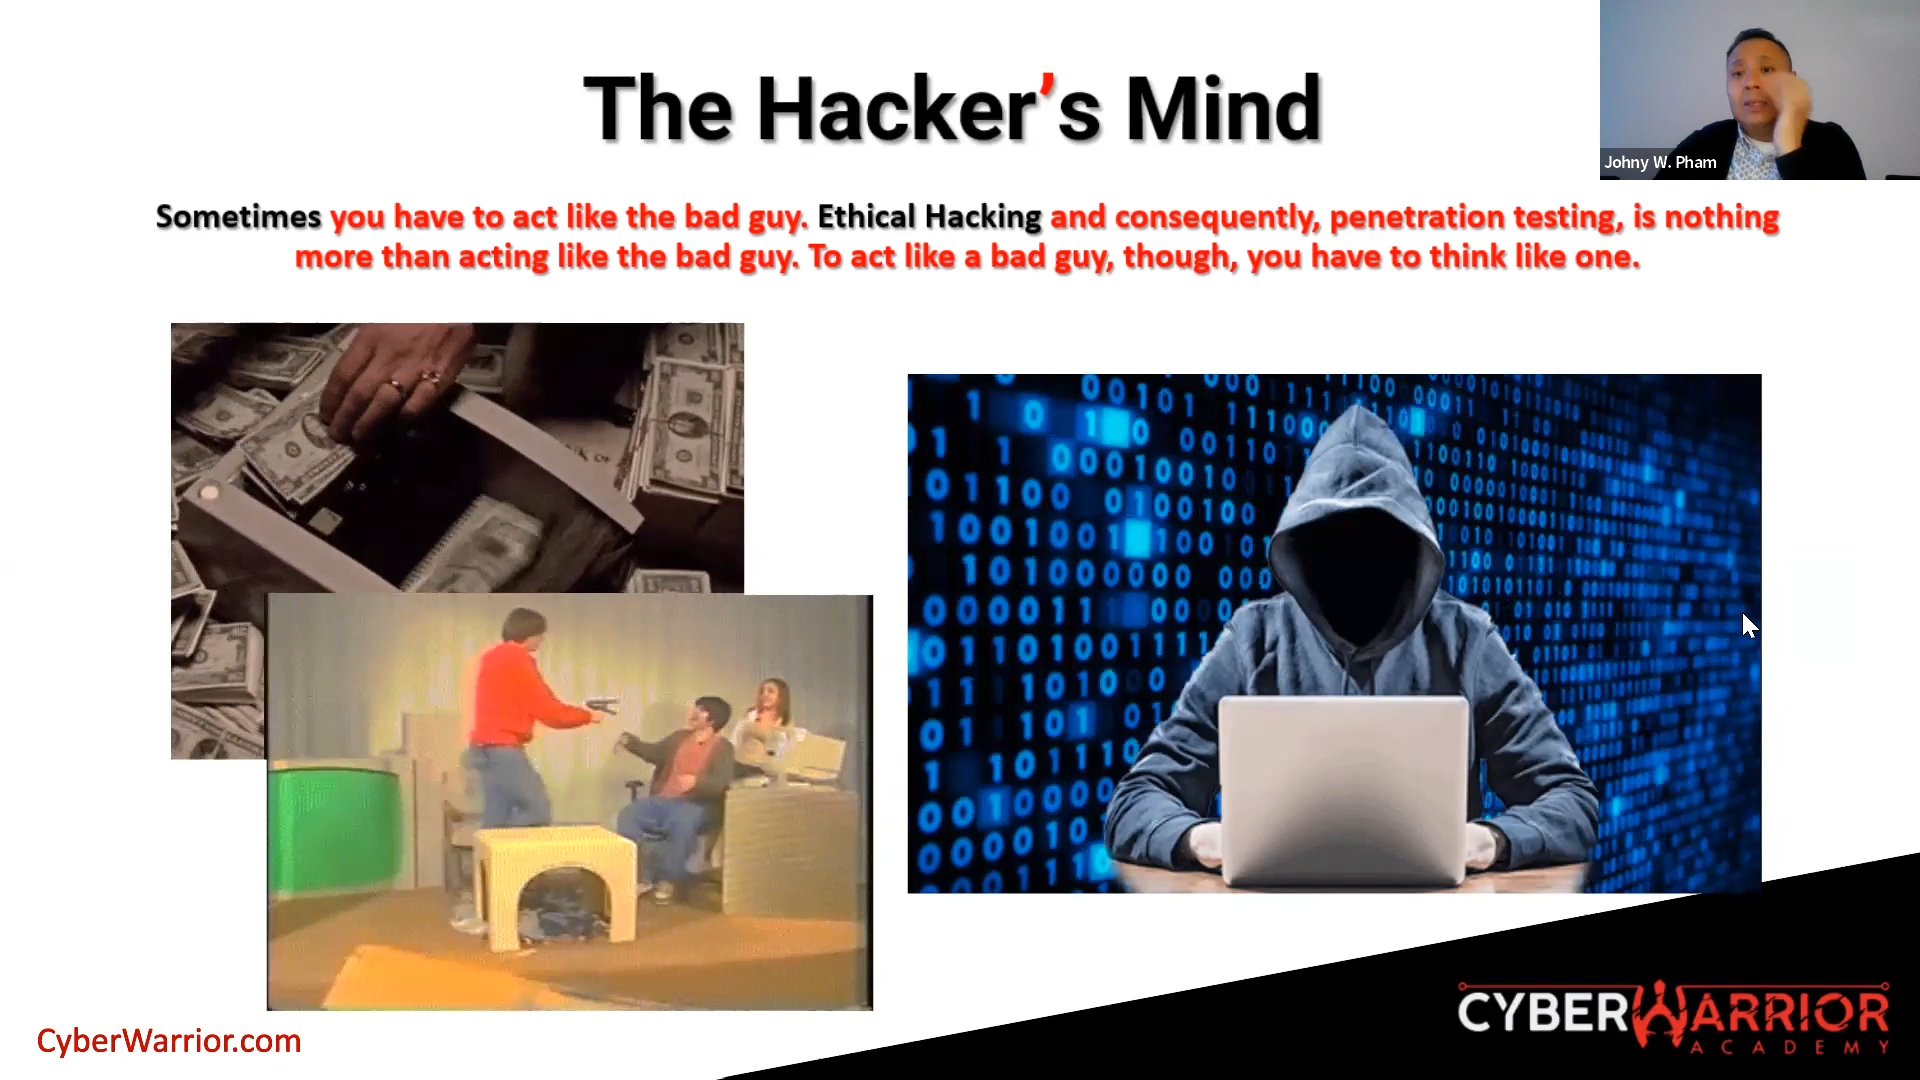 The Hacker's Mind
Johny W. Pham
Sometimes you have to act like the bad guy. Ethical Hacking and consequently, penetration testing, is nothing
more than acting like the bad guy. To act like a bad guy, though, you have to think like one.
CyberWarrior.com
CYBERWARRIOR
ACADEMY